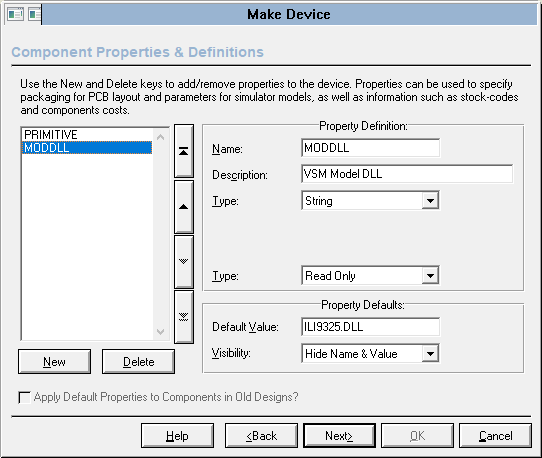 Make Device
Component Properties & Definitions
Use the New and Delete keys to add/remove properties to the device. Properties can be used to specify
packaging for PCB layout and parameters for simulator models, as well as information such as stock-codes
and components costs.
PRIMITIVE
MODDLL
New
Delete
Property Definition:
Name:
MODDLL
Description:
VSM Model DLL
Type:
String
Type:
Read Only
Property Defaults:
Default Value:
ILI9325.DLL
Visibility:
Hide Name & Value
Apply Default Properties to Components in Old Designs?
Help
<Back
Next>
OK
Cancel